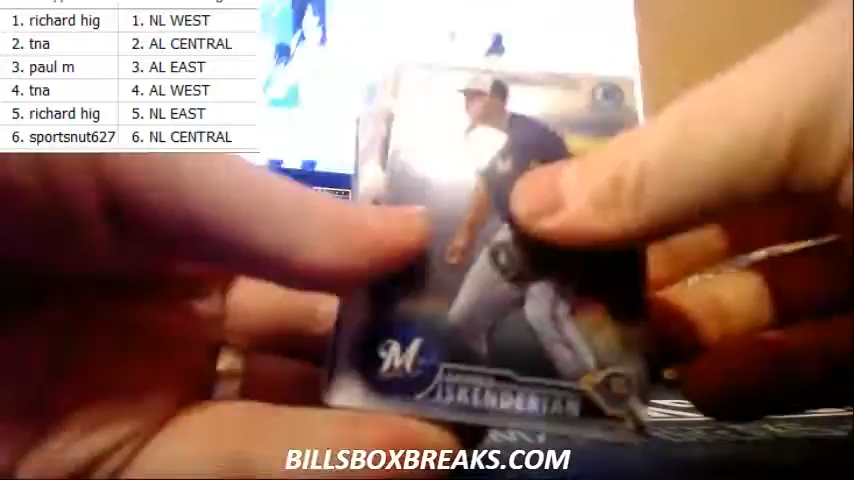 1. richard hig 1. NL WEST
2. tna 2. AL CENTRAL
3. paul m 3. AL EAST
4. tna 4. AL WEST
5. richard hig 5. NL EAST
6. sportsnut627 6. NL CENTRAL
M
ISKENDERIAN
BILLSBOXBREAKS.COM